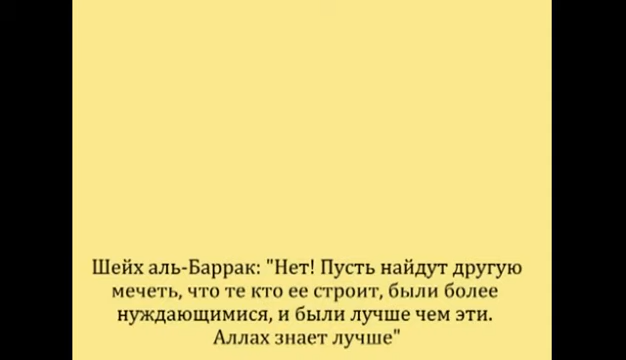 Шейх аль-Баррак: "Нет! Пусть найдут другую
мечеть, что те кто ее строит, были более
нуждающимися, и были лучше чем эти.
Аллах знает лучше"